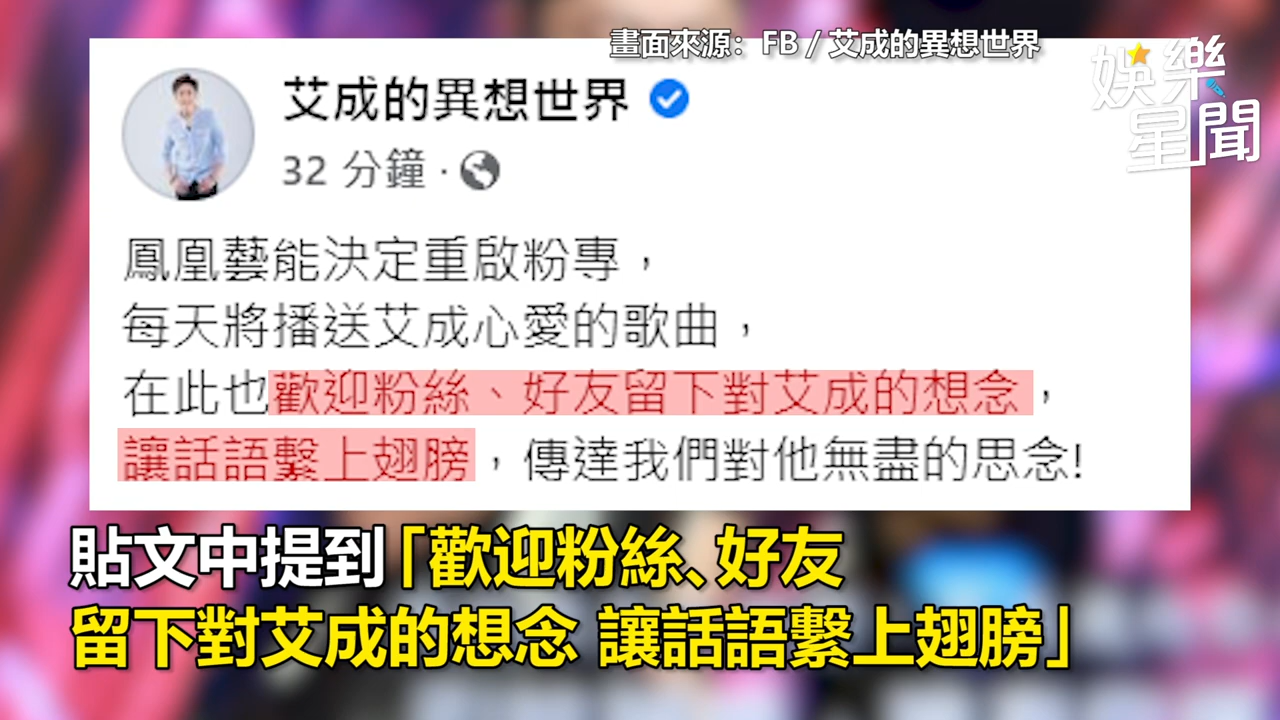 畫面來源：FB / 艾成的異想世界
娛樂
星聞
艾成的異想世界
32 分鐘 ·
鳳凰藝能決定重啟粉專，
每天將播送艾成心愛的歌曲，
在此也歡迎粉絲、好友留下對艾成的想念，
讓話語繫上翅膀，傳達我們對他無盡的思念!
貼文中提到「歡迎粉絲、好友
留下對艾成的想念 讓話語繫上翅膀」